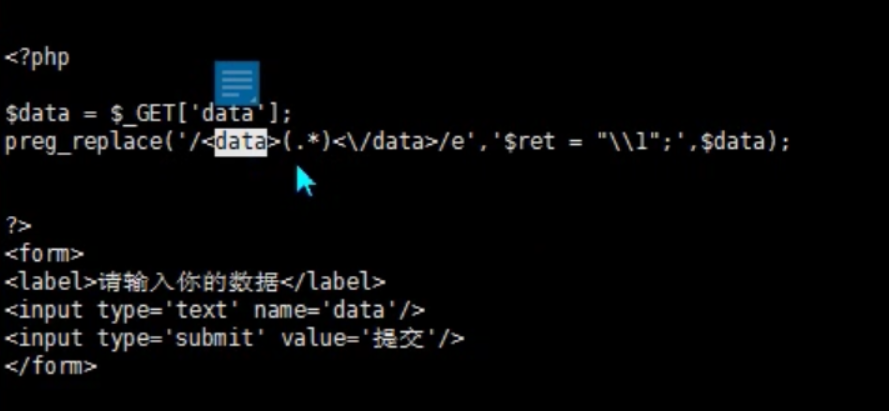 <?php
$data = $_GET['data'];
preg_replace('/<data>(.*)<\/data>/e','$ret = "\\1";',$data);
?>
<form>
<label>请输入你的数据</label>
<input type='text' name='data'/>
<input type='submit' value='提交'/>
</form>